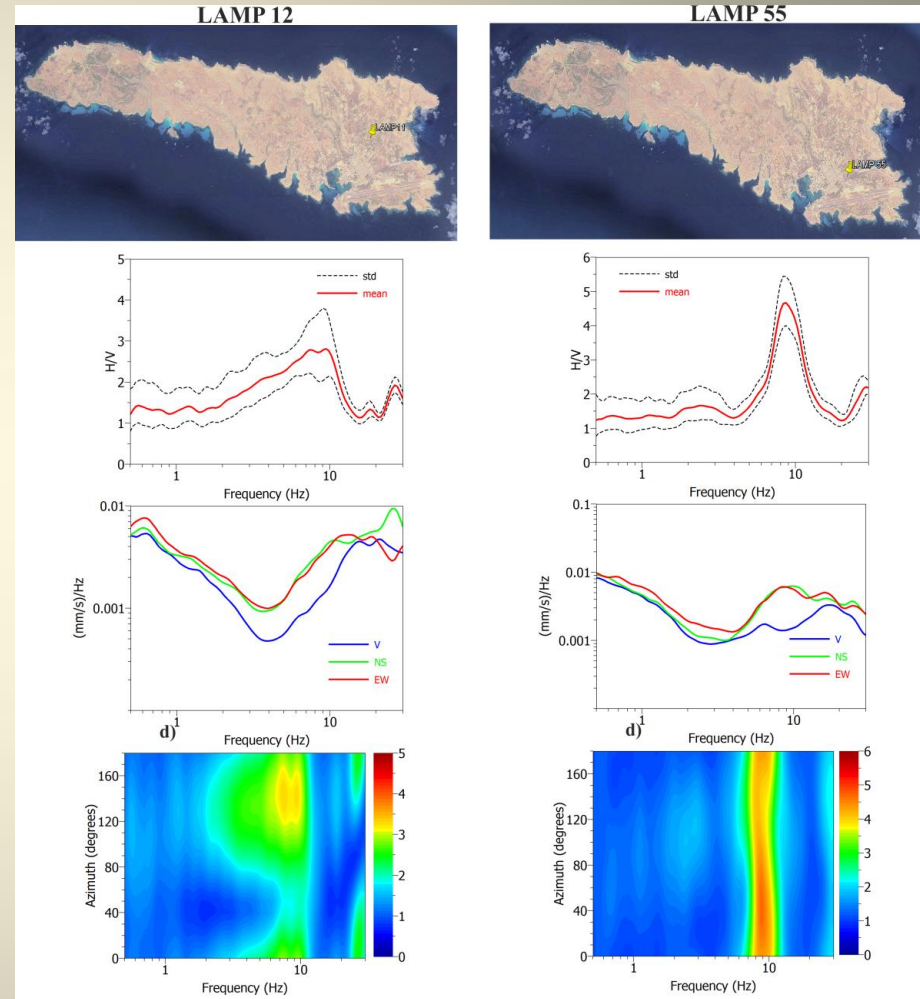 LAMP 12
LAMP 55
LAMP11
LAMP 55
5
4
3
2
1
0
H/V
std
mean
1
10
Frequency (Hz)
6
5
4
3
2
1
0
H/V
std
mean
1
10
Frequency (Hz)
0.01
0.001
(mm/s)/Hz
V
NS
EW
1
10
Frequency (Hz)
0.1
0.01
0.001
(mm/s)/Hz
V
NS
EW
1
10
Frequency (Hz)
d)
160
120
80
40
0
Azimuth (degrees)
1
10
Frequency (Hz)
5
4
3
2
1
0
d)
160
120
80
40
0
Azimuth (degrees)
1
10
Frequency (Hz)
6
5
4
3
2
1
0